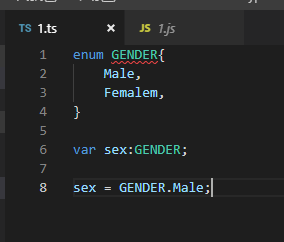 1.ts × JS 1.js
1 enum GENDER{
2 Male,
3 Femalem,
4 }
5
6 var sex:GENDER;
7
8 sex = GENDER.Male;